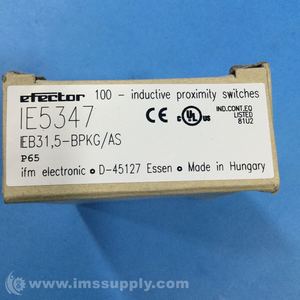 efector 100 - inductive proximity switches
IE5347
IEB31,5-BPKG/AS
P65
CE
UL
IND.CONT.EQ
LISTED
81U2
ifm electronic • D-45127 Essen • Made in Hungary
www.imssupply.com